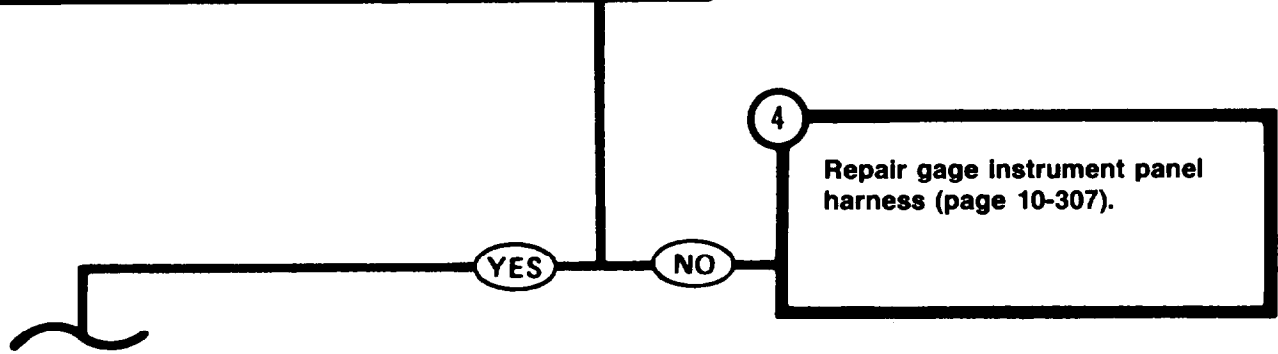 4
Repair gage instrument panel
harness (page 10-307).
YES
NO